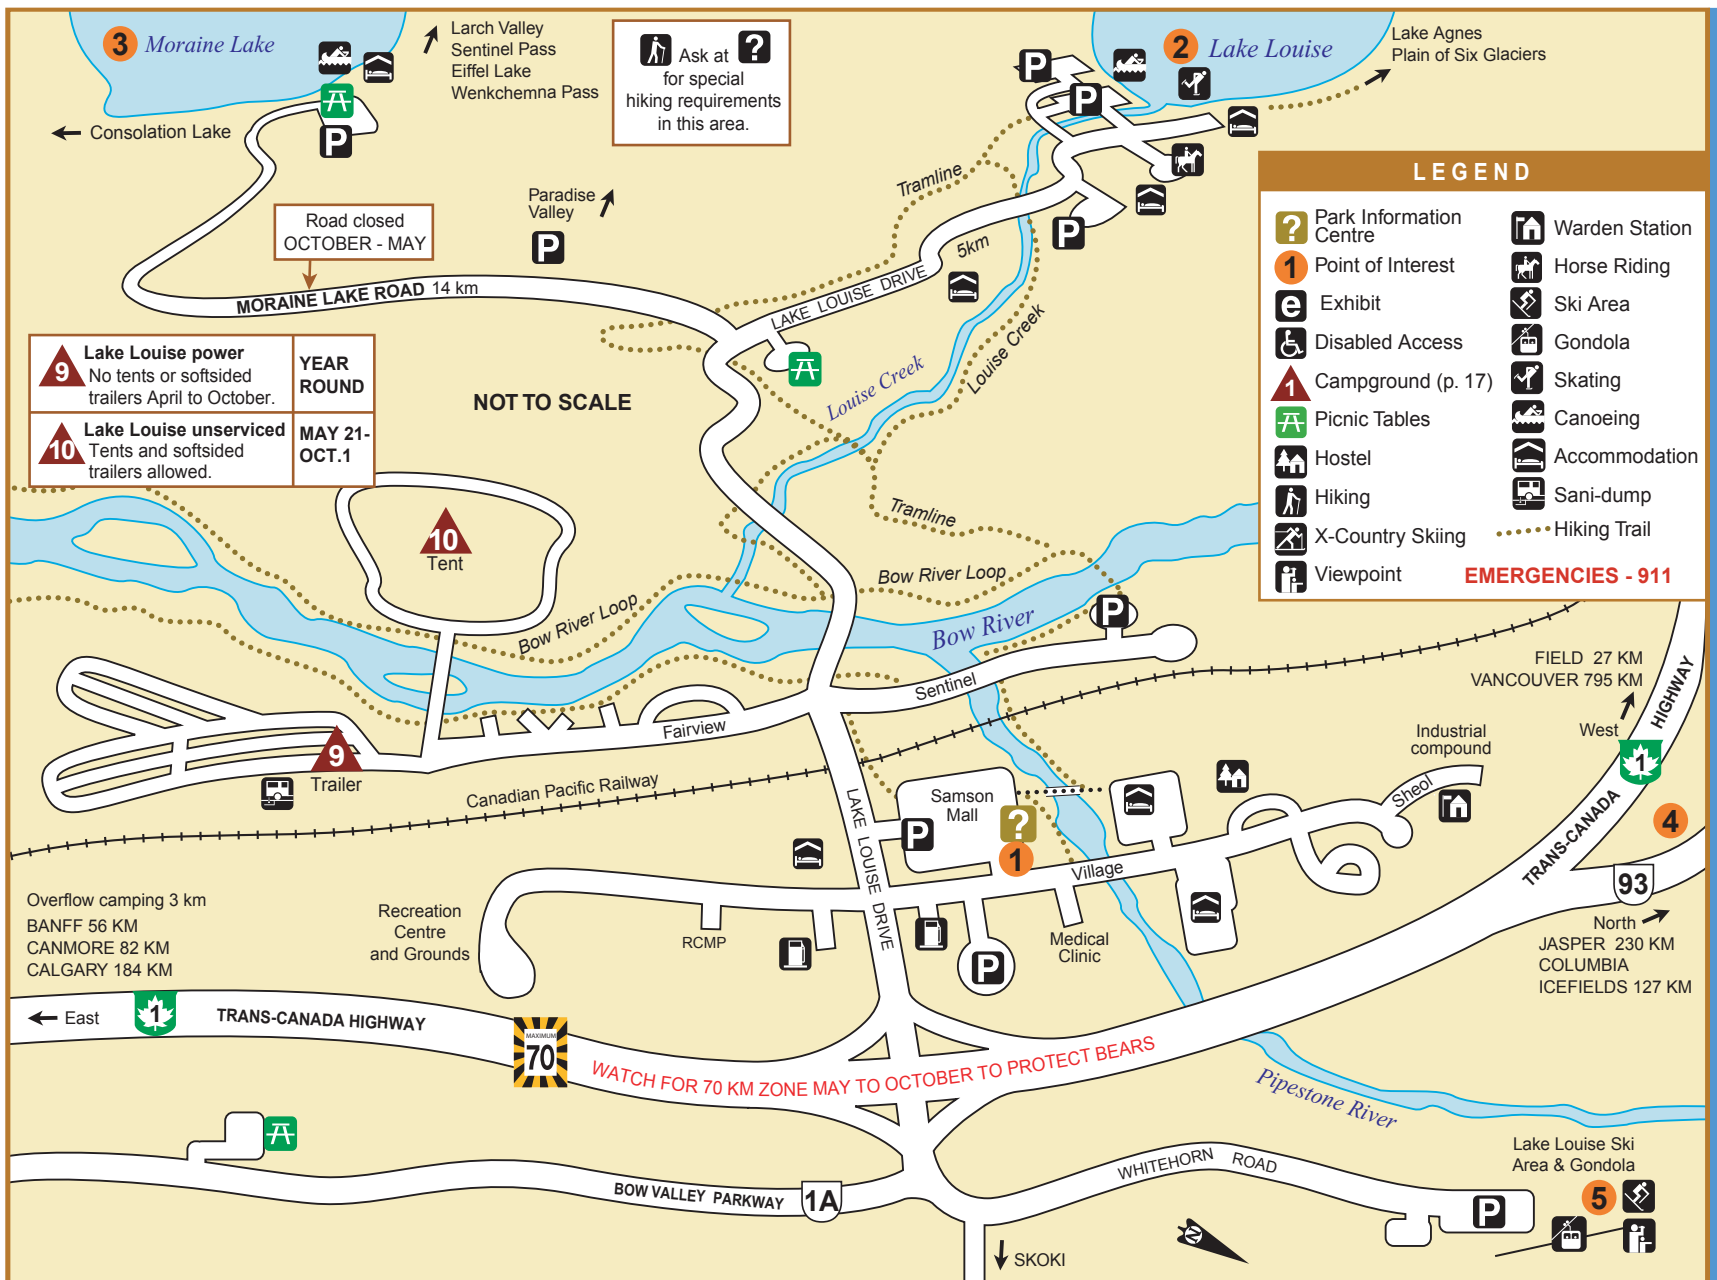 3 Moraine Lake
Larch Valley
Sentinel Pass
Eiffel Lake
Wenkchemna Pass
Consolation Lake
P
Ask at ?
for special
hiking requirements
in this area.
2 Lake Louise
Lake Agnes
Plain of Six Glaciers
P
P
P
Tramline
5km
Paradise
Valley
P
Road closed
OCTOBER - MAY
MORAINE LAKE ROAD 14 km
LAKE LOUISE DRIVE
Louise Creek
Louise Creek
LEGEND
? Park Information
Centre
1 Point of Interest
e Exhibit
Disabled Access
1 Campground (p. 17)
Picnic Tables
Hostel
Hiking
X-Country Skiing
Viewpoint
Warden Station
Horse Riding
Ski Area
Gondola
Skating
Canoeing
Accommodation
Sani-dump
Hiking Trail
EMERGENCIES - 911
9 Lake Louise power
No tents or softsided
trailers April to October.
YEAR
ROUND
10 Lake Louise unserviced
Tents and softsided
trailers allowed.
MAY 21-
OCT.1
NOT TO SCALE
10
Tent
Tramline
Bow River Loop
Bow River Loop
Bow River
P
Sentinel
Fairview
9
Trailer
Canadian Pacific Railway
LAKE LOUISE DRIVE
Samson
Mall
P
?
1
Village
Sheol
Industrial
compound
FIELD 27 KM
VANCOUVER 795 KM
West
TRANS-CANADA HIGHWAY
1
4
93
North
JASPER 230 KM
COLUMBIA
ICEFIELDS 127 KM
Overflow camping 3 km
BANFF 56 KM
CANMORE 82 KM
CALGARY 184 KM
Recreation
Centre
and Grounds
RCMP
P
Medical
Clinic
East
1
TRANS-CANADA HIGHWAY
MAXIMUM
70
WATCH FOR 70 KM ZONE MAY TO OCTOBER TO PROTECT BEARS
Pipestone River
BOW VALLEY PARKWAY
1A
WHITEHORN ROAD
Lake Louise Ski
Area & Gondola
5
P
N
SKOKI